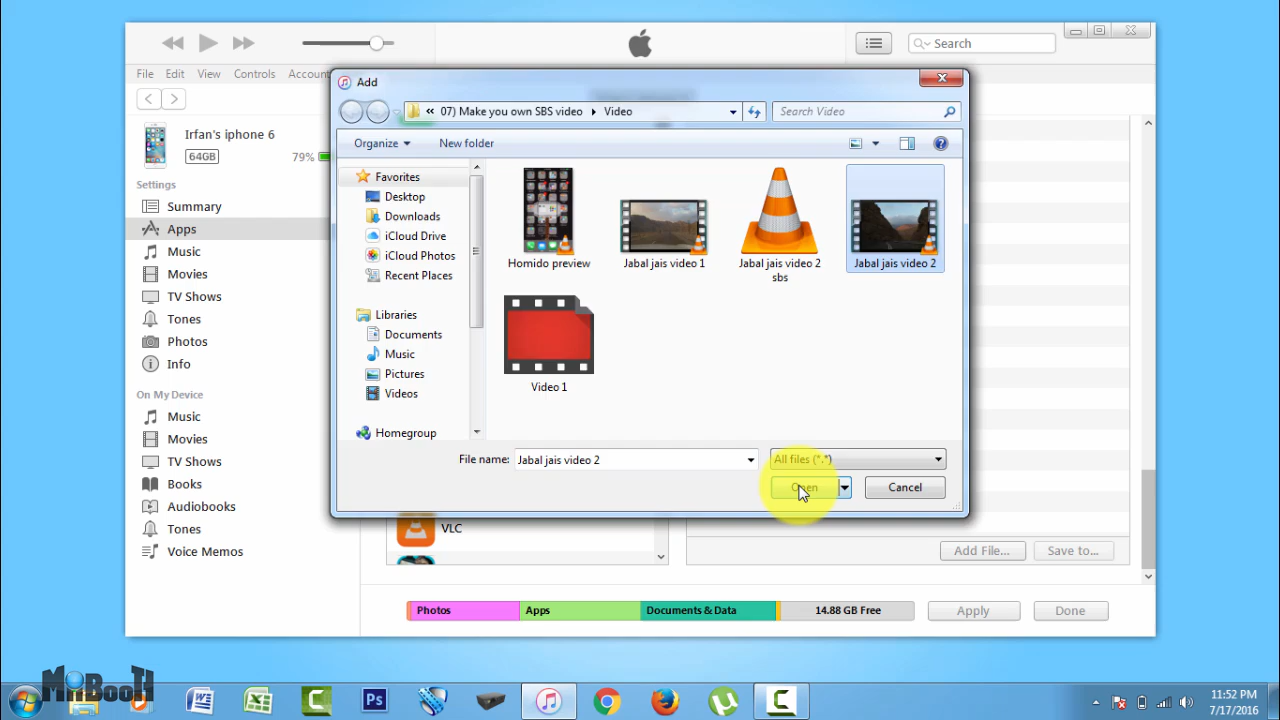 Search
File Edit View Controls Accoun
Add
« 07) Make you own SBS video Video
Search Video
Organize New folder
Irfan's iphone 6
64GB
79%
Settings
Summary
Apps
Music
Movies
TV Shows
Tones
Photos
Info
On My Device
Music
Movies
TV Shows
Books
Audiobooks
Tones
Voice Memos
Favorites
Desktop
Downloads
iCloud Drive
iCloud Photos
Recent Places
Libraries
Documents
Music
Pictures
Videos
Homegroup
Homido preview
Jabal jais video 1
Jabal jais video 2
sbs
Jabal jais video 2
Video 1
File name: Jabal jais video 2
All files (*.*)
Open Cancel
VLC
Add File... Save to...
Photos Apps Documents & Data 14.88 GB Free Apply Done
MhBooTH
Ps
11:52 PM
7/17/2016